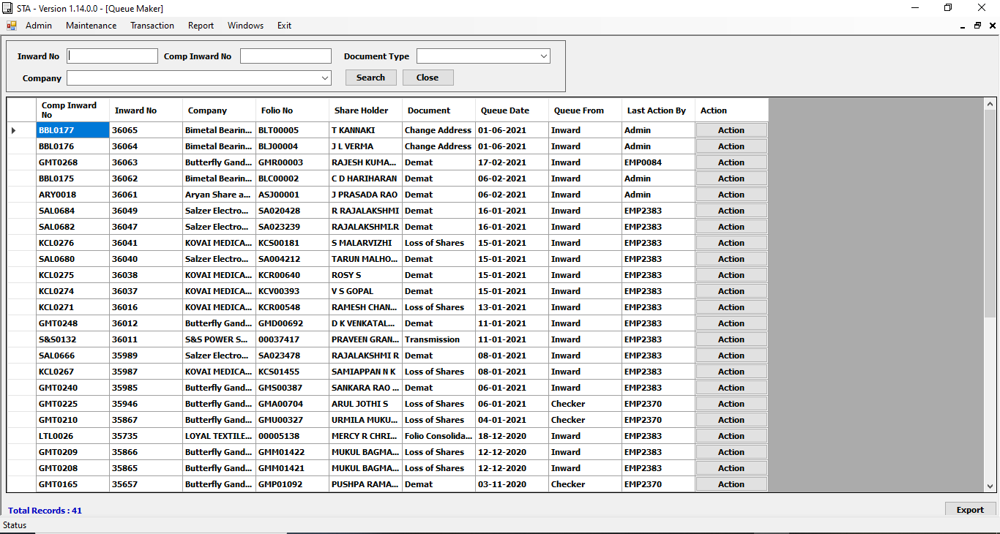 STA - Version 1.14.0.0 - [Queue Maker]
Admin Maintenance Transaction Report Windows Exit
Inward No Comp Inward No Document Type
Company Search Close
Comp Inward No Inward No Company Folio No Share Holder Document Queue Date Queue From Last Action By Action
BBL0177 36065 Bimetal Bearin... BLT00005 T KANNAKI Change Address 01-06-2021 Inward Admin Action
BBL0176 36064 Bimetal Bearin... BLJ00004 J L VERMA Change Address 01-06-2021 Inward Admin Action
GMT0268 36063 Butterfly Gand... GMR00003 RAJESH KUMA... Demat 17-02-2021 Inward EMP0084 Action
BBL0175 36062 Bimetal Bearin... BLC00002 C D HARIHARAN Demat 06-02-2021 Inward Admin Action
ARY0018 36061 Aryan Share a... ASJ00001 J PRASADA RAO Demat 06-02-2021 Inward Admin Action
SAL0684 36049 Salzer Electro... SA020428 R RAJALAKSHMI Demat 16-01-2021 Inward EMP2383 Action
SAL0682 36047 Salzer Electro... SA023239 RAJALAKSHMI.R Demat 16-01-2021 Inward EMP2383 Action
KCL0276 36041 KOVAI MEDICA... KCS00181 S MALARVIZHI Loss of Shares 15-01-2021 Inward EMP2383 Action
SAL0680 36040 Salzer Electro... SA004212 TARUN MALHO... Demat 15-01-2021 Inward EMP2383 Action
KCL0275 36038 KOVAI MEDICA... KCR00640 ROSY S Demat 15-01-2021 Inward EMP2383 Action
KCL0274 36037 KOVAI MEDICA... KCV00393 V S GOPAL Demat 15-01-2021 Inward EMP2383 Action
KCL0271 36016 KOVAI MEDICA... KCR00548 RAMESH CHAN... Loss of Shares 13-01-2021 Inward EMP2383 Action
GMT0248 36012 Butterfly Gand... GMD00692 D K VENKATAL... Demat 11-01-2021 Inward EMP2383 Action
S&S0132 36011 S&S POWER S... 00037417 PRAVEEN GRAN... Transmission 11-01-2021 Inward EMP2383 Action
SAL0666 35989 Salzer Electro... SA023478 RAJALAKSHMI R Demat 08-01-2021 Inward EMP2383 Action
KCL0267 35987 KOVAI MEDICA... KCS01455 SAMIAPPAN N K Loss of Shares 08-01-2021 Inward EMP2383 Action
GMT0240 35985 Butterfly Gand... GMS00387 SANKARA RAO ... Demat 06-01-2021 Inward EMP2383 Action
GMT0225 35946 Butterfly Gand... GMA00704 ARUL JOTHI S Loss of Shares 06-01-2021 Checker EMP2370 Action
GMT0210 35867 Butterfly Gand... GMU00327 URMILA MUKU... Loss of Shares 04-01-2021 Checker EMP2370 Action
LTL0026 35735 LOYAL TEXTILE... 00005138 MERCY R CHRI... Folio Consolida... 18-12-2020 Inward EMP2383 Action
GMT0209 35866 Butterfly Gand... GMM01422 MUKUL BAGMA... Loss of Shares 12-12-2020 Inward EMP2383 Action
GMT0208 35865 Butterfly Gand... GMM01421 MUKUL BAGMA... Loss of Shares 12-12-2020 Inward EMP2383 Action
GMT0165 35657 Butterfly Gand... GMP01092 PUSHPA RAMA... Demat 03-11-2020 Checker EMP2370 Action
Total Records : 41 Export
Status